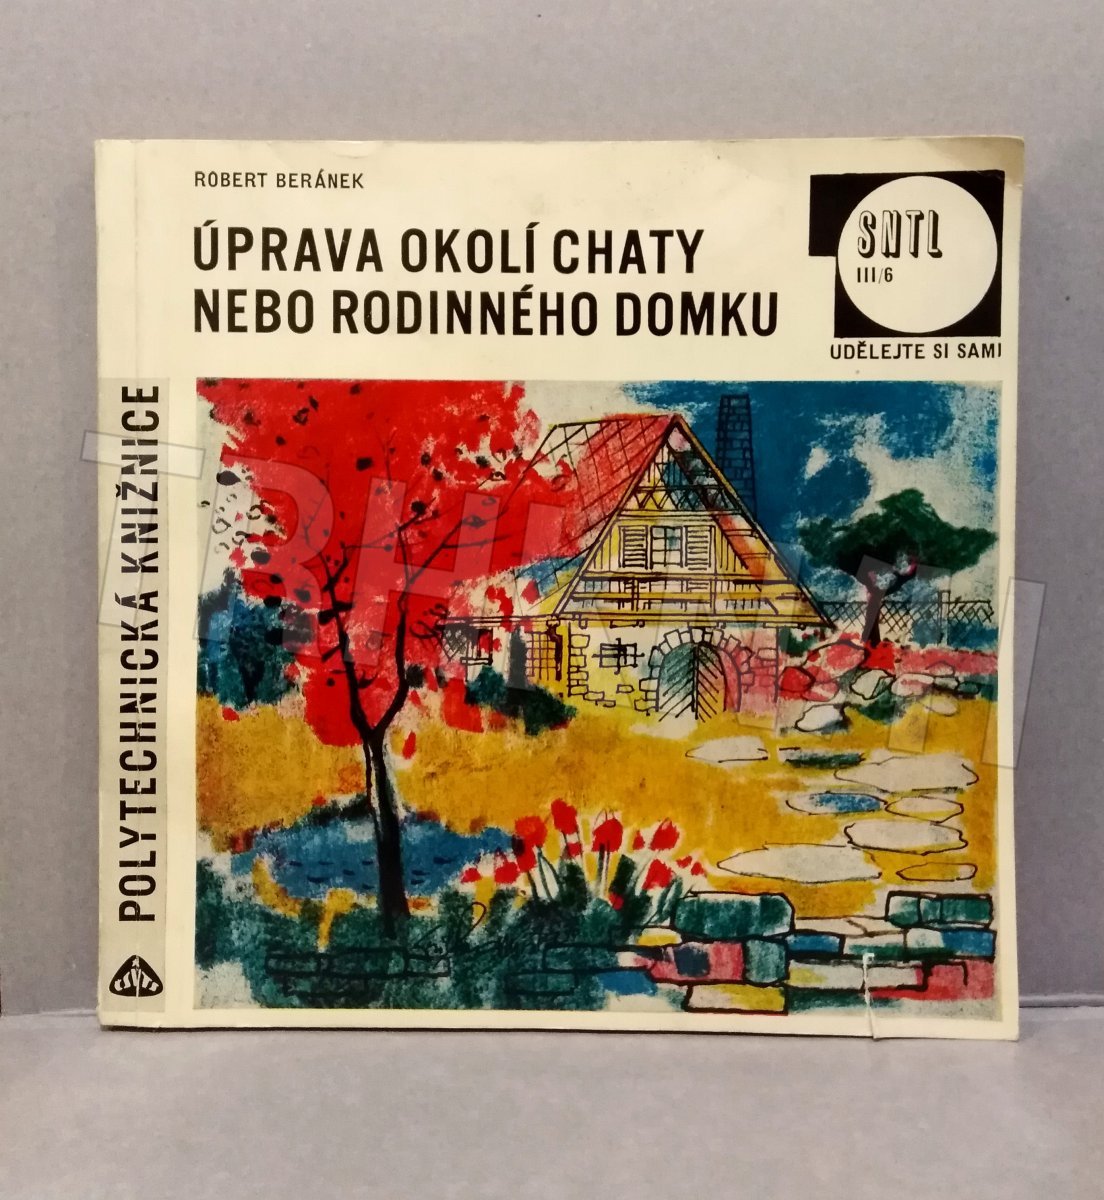 ROBERT BERÁNEK
ÚPRAVA OKOLÍ CHATY
NEBO RODINNÉHO DOMKU
SNTL
III/6
UDĚLEJTE SI SAMI
POLYTECHNICKÁ KNIŽNICE